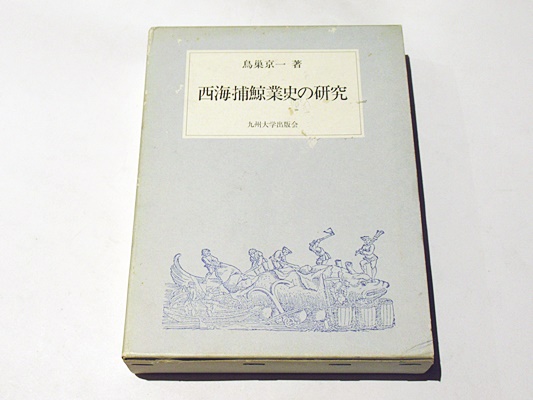 鳥巣京一 著
西海捕鯨業史の研究
九州大学出版会